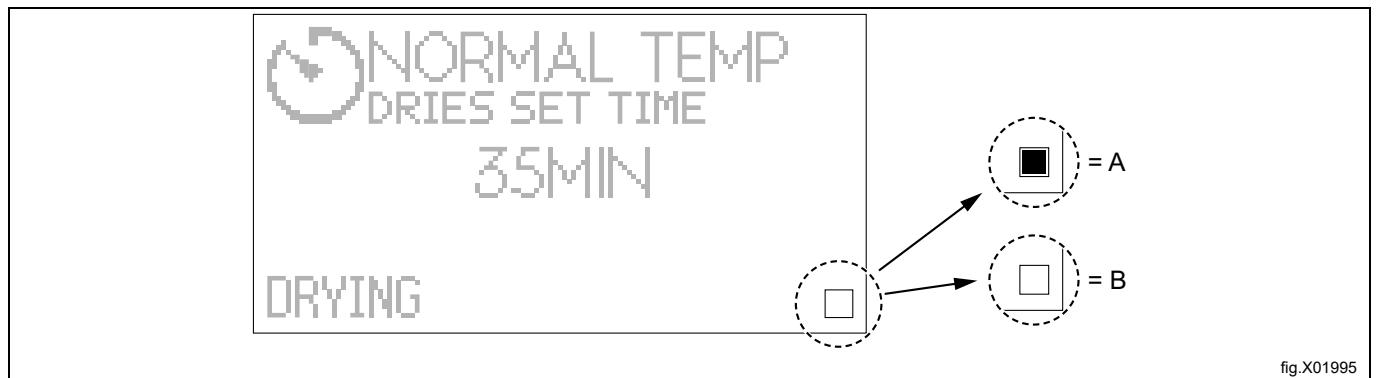 NORMAL TEMP
DRIES SET TIME
35MIN
DRYING
= A
= B
fig.X01995